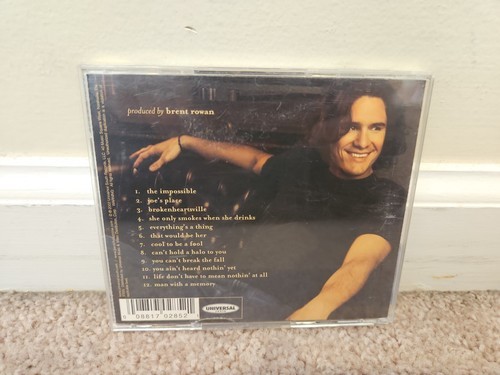 produced by brent rowan
1. the impossible
2. joe's place
3. brokenheartsville
4. she only smokes when she drinks
5. everything's a thing
6. that would be her
7. cool to be a fool
8. can't hold a halo to you
9. you can't break the fall
10. you ain't heard nothin' yet
11. life don't have to mean nothin' at all
12. man with a memory
08817 02852
UNIVERSAL